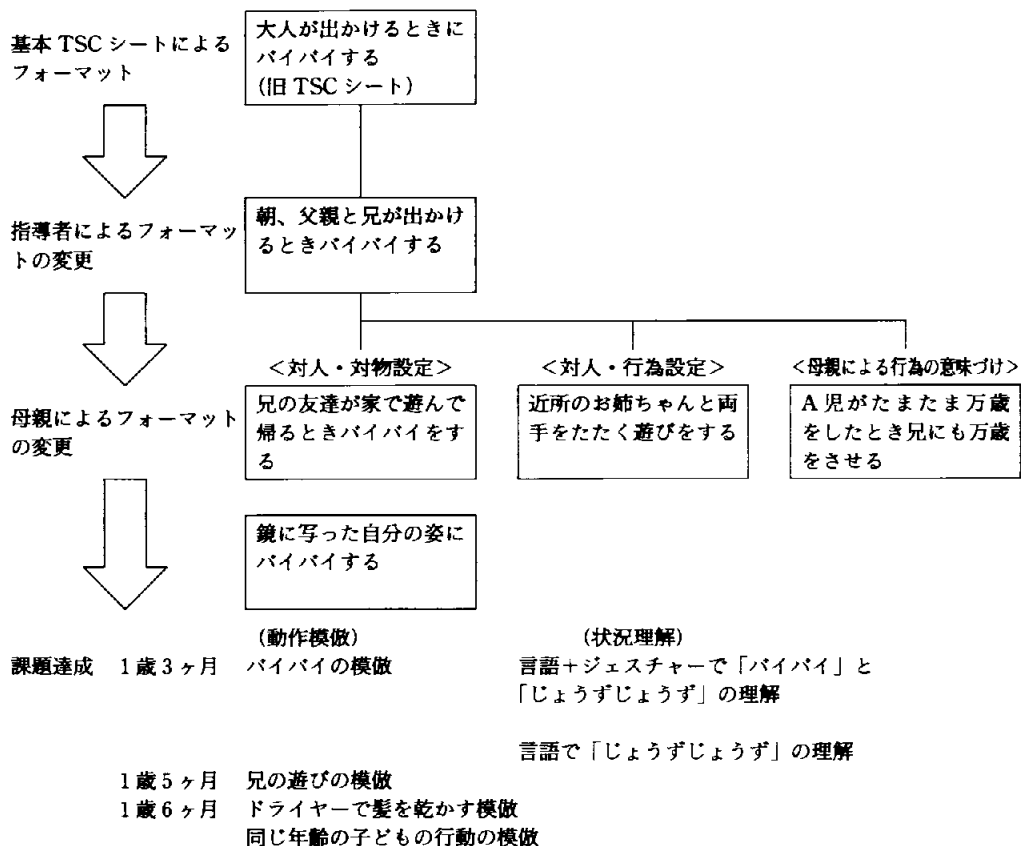 基本 TSC シートによる
フォーマット
大人が出かけるときに
バイバイする
(旧 TSC シート)
指導者によるフォーマッ
トの変更
朝、父親と兄が出かけ
るときバイバイする
母親によるフォーマット
の変更
<対人・対物設定>
兄の友達が家で遊んで
帰るときバイバイをす
る
<対人・行為設定>
近所のお姉ちゃんと両
手をたたく遊びをする
<母親による行為の意味づけ>
A 児がたまたま万歳
をしたとき兄にも万歳
をさせる
鏡に写った自分の姿に
バイバイする
(動作模倣)
(状況理解)
課題達成 1歳3ヶ月 バイバイの模倣
言語+ジェスチャーで「バイバイ」と
「じょうずじょうず」の理解
言語で「じょうずじょうず」の理解
1歳5ヶ月 兄の遊びの模倣
1歳6ヶ月 ドライヤーで髪を乾かす模倣
同じ年齢の子どもの行動の模倣